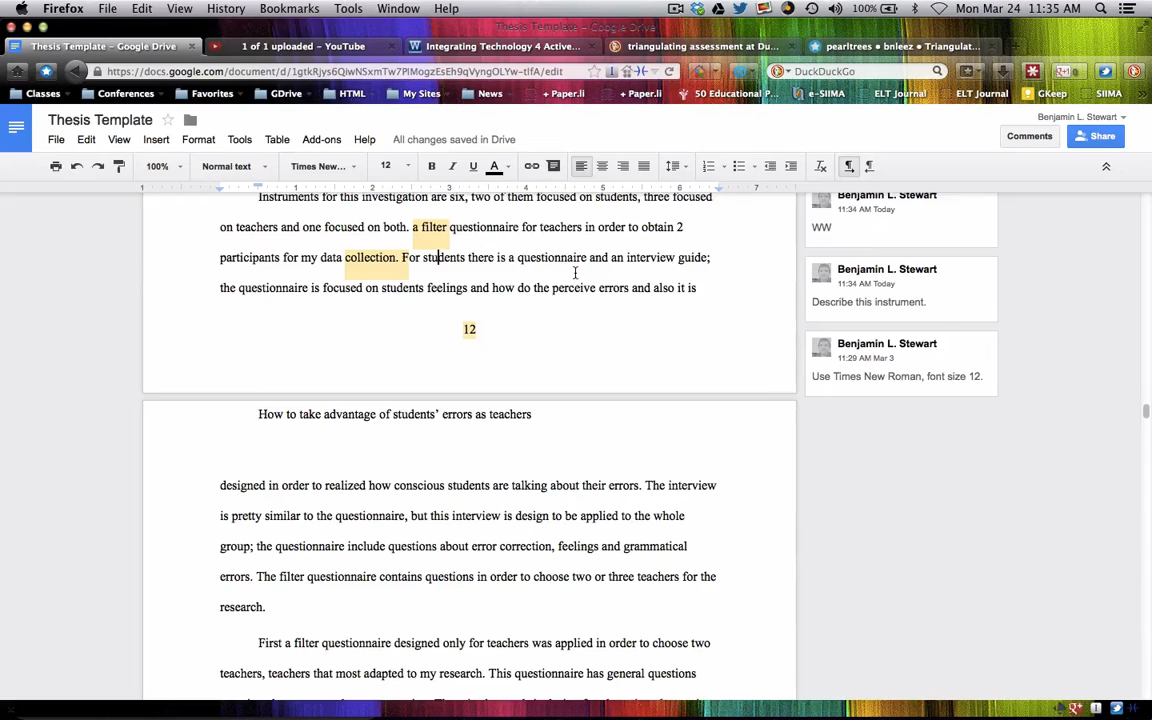 Firefox File Edit View History Bookmarks Tools Window Help 100% Mon Mar 24 11:35 AM
Thesis Template – Google Drive
Thesis Template – Google Drive 1 of 1 uploaded – YouTube Integrating Technology 4 Active... triangulating assessment at Du... pearltrees • bnleez • Triangulat...
https://docs.google.com/document/d/1gtkRjys6QiwNSxmTw7PlMogzEsEh9qVyngOLYw-tlfA/edit DuckDuckGo
Classes Conferences Favorites GDrive HTML My Sites News + Paper.li + Paper.li 50 Educational P... e-SIIMA ELT Journal ELT Journal GKeep SIIMA
Thesis Template
Benjamin L. Stewart
File Edit View Insert Format Tools Table Add-ons Help All changes saved in Drive
Comments Share
100% Normal text Times New... 12 B I U A
1 1 2 3 4 5 6 7
Instruments for this investigation are six, two of them focused on students, three focused
on teachers and one focused on both. a filter questionnaire for teachers in order to obtain 2
participants for my data collection. For students there is a questionnaire and an interview guide;
the questionnaire is focused on students feelings and how do the perceive errors and also it is
12
How to take advantage of students' errors as teachers
designed in order to realized how conscious students are talking about their errors. The interview
is pretty similar to the questionnaire, but this interview is design to be applied to the whole
group; the questionnaire include questions about error correction, feelings and grammatical
errors. The filter questionnaire contains questions in order to choose two or three teachers for the
research.
First a filter questionnaire designed only for teachers was applied in order to choose two
teachers, teachers that most adapted to my research. This questionnaire has general questions
Benjamin L. Stewart
11:34 AM Today
WW
Benjamin L. Stewart
11:34 AM Today
Describe this instrument.
Benjamin L. Stewart
11:29 AM Mar 3
Use Times New Roman, font size 12.